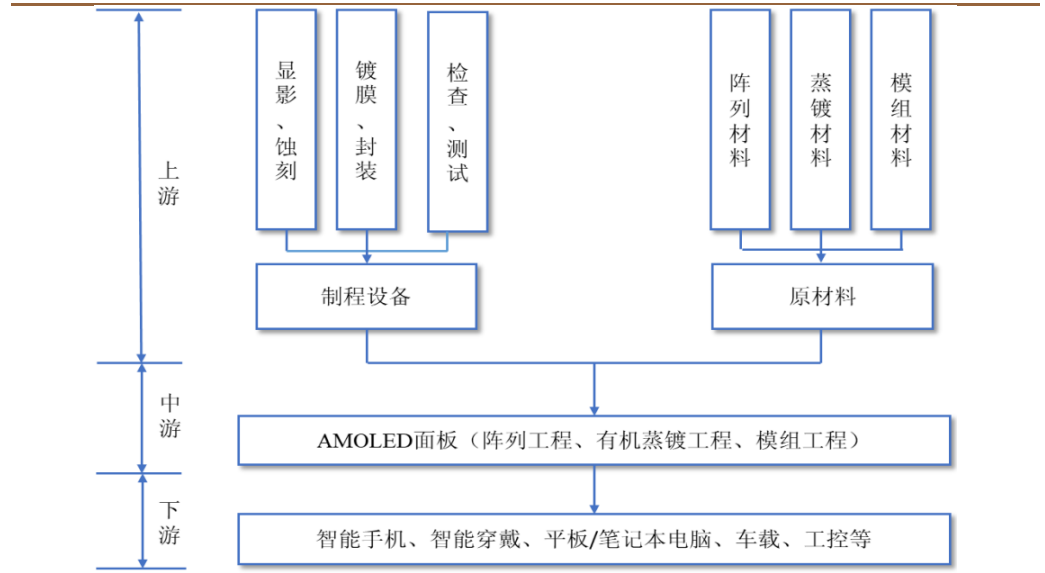 上游
显影、蚀刻
镀膜、封装
检查、测试
阵列材料
蒸镀材料
模组材料
制程设备
原材料
中游
AMOLED面板（阵列工程、有机蒸镀工程、模组工程）
下游
智能手机、智能穿戴、平板/笔记本电脑、车载、工控等